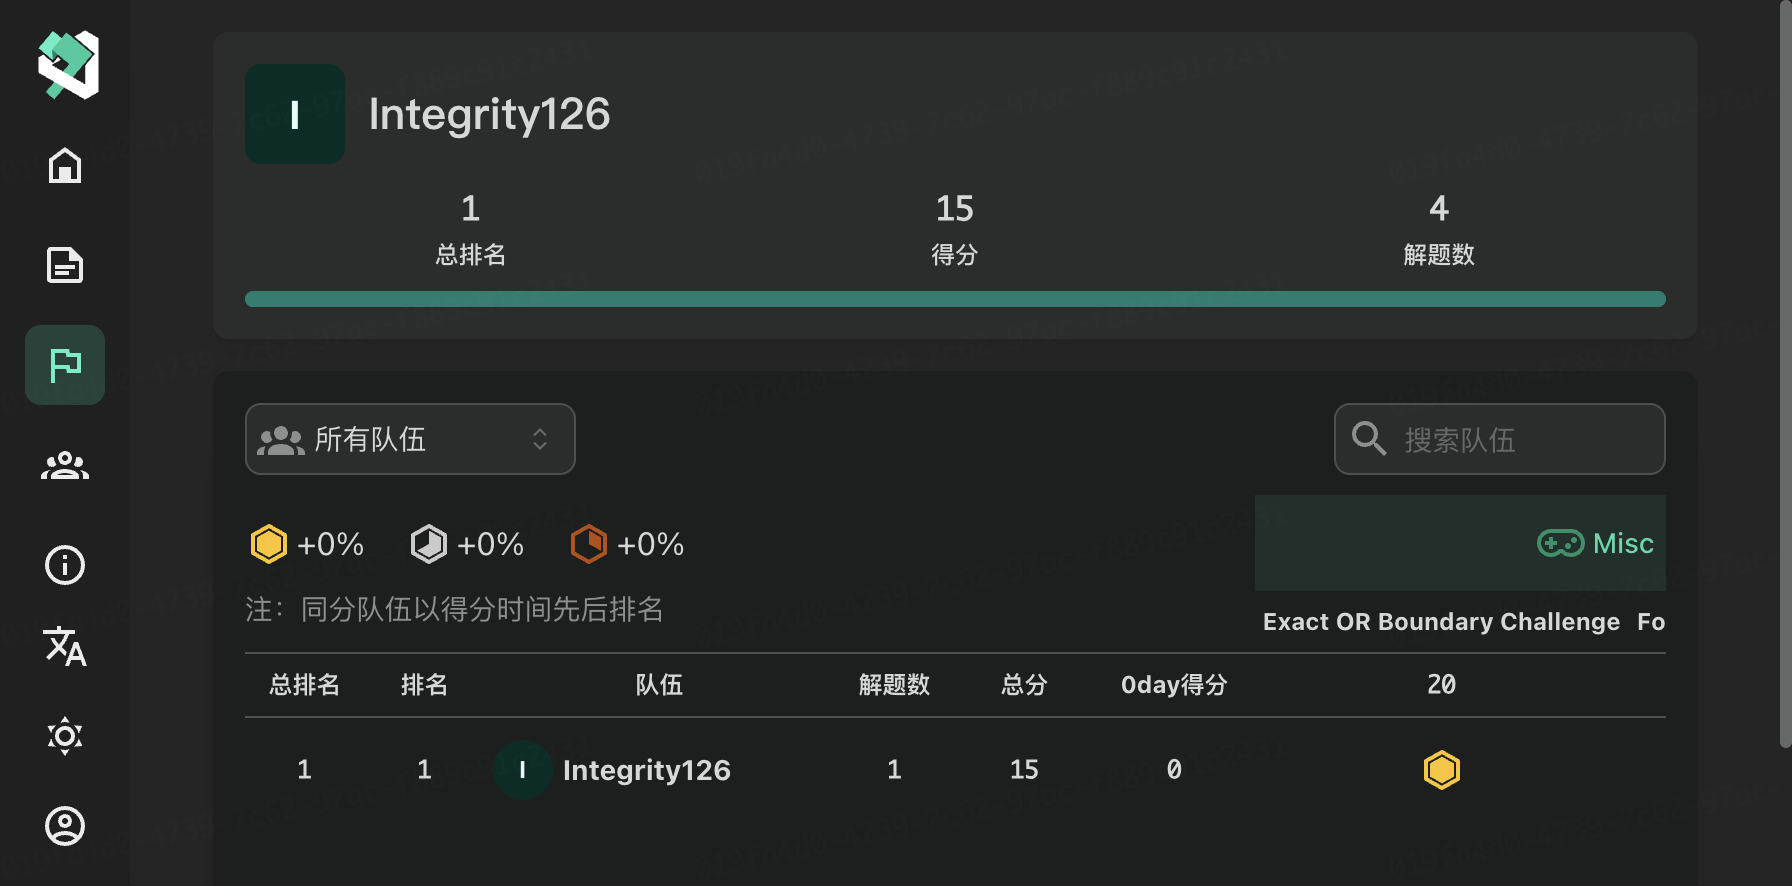 I Integrity126
1 15 4
总排名 得分 解题数
所有队伍 搜索队伍
+0% +0% +0% Misc
注：同分队伍以得分时间先后排名
Exact OR Boundary Challenge Fo
总排名 排名 队伍 解题数 总分 0day得分 20
1 1 I Integrity126 1 15 0